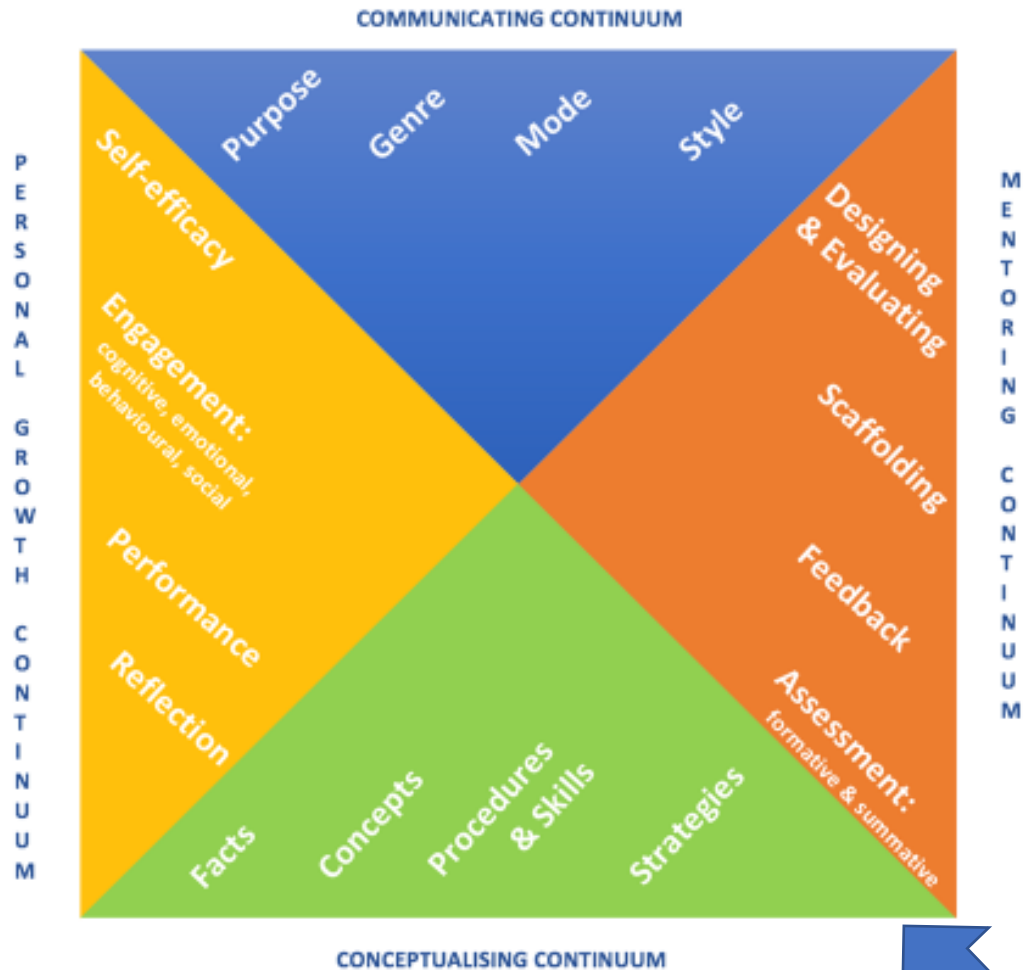 COMMUNICATING CONTINUUM
Purpose
Genre
Mode
Style
PERSONAL GROWTH CONTINUUM
Self-efficacy
Engagement:
cognitive, emotional,
behavioural, social
Performance
Reflection
Designing
& Evaluating
Scaffolding
Feedback
Assessment:
formative & summative
MENTORING CONTINUUM
Facts
Concepts
Procedures
& Skills
Strategies
CONCEPTUALISING CONTINUUM